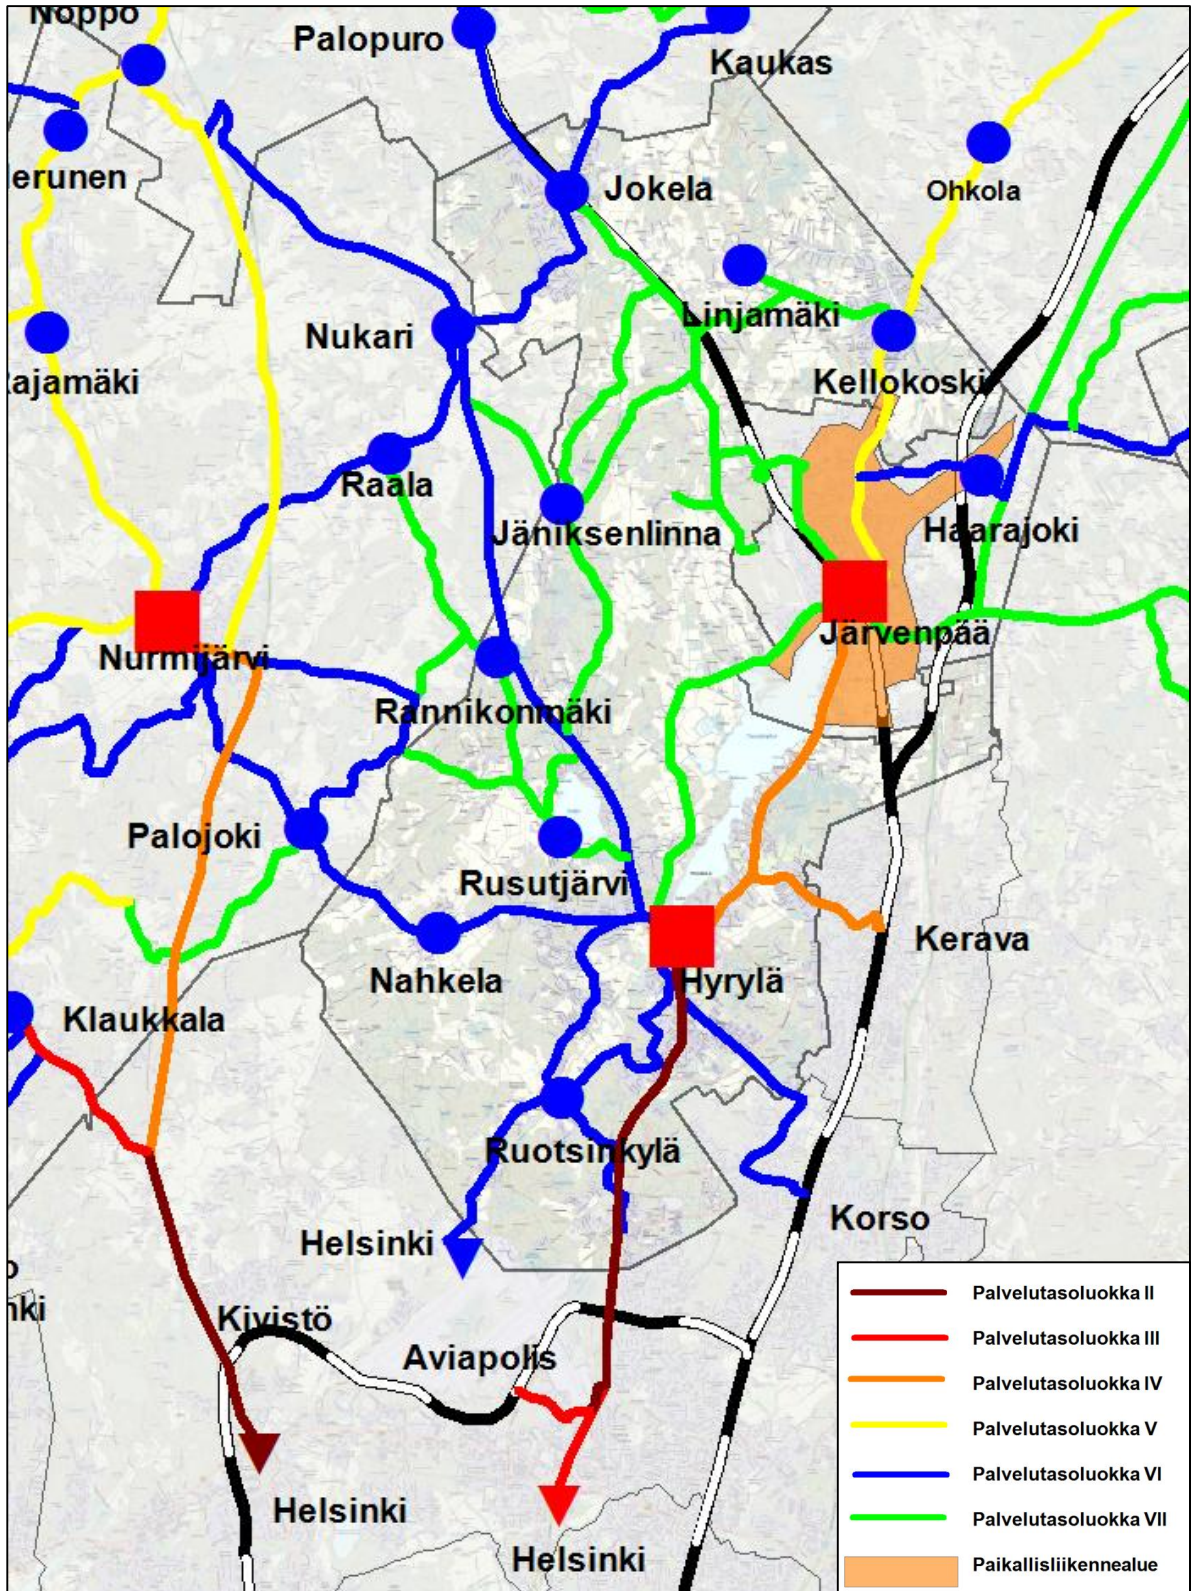 Noppo
Palopuro
Kaukas
Jokela
Ohkola
Linjamäki
Nukari
Kellokoski
Raala
Jäniksenlinna
Haarajoki
Järvenpää
Nurmijärvi
Rannikonmäki
Palojoki
Rusutjärvi
Kerava
Nahkela
Hyrylä
Klaukkala
Ruotsinkylä
Korso
Helsinki
Kivistö
Aviapolis
Helsinki
Helsinki
Palvelutasoluokka II
Palvelutasoluokka III
Palvelutasoluokka IV
Palvelutasoluokka V
Palvelutasoluokka VI
Palvelutasoluokka VII
Paikallisliikennealue